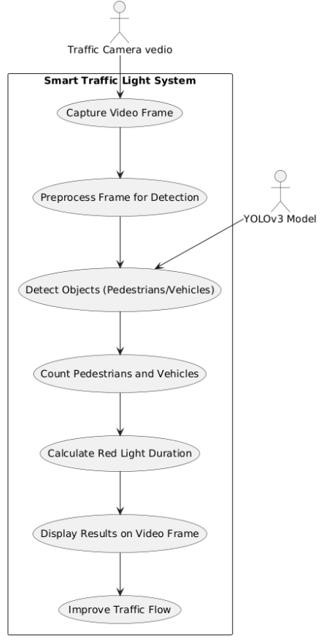 Traffic Camera vedio
Smart Traffic Light System
Capture Video Frame
Preprocess Frame for Detection
YOLOv3 Model
Detect Objects (Pedestrians/Vehicles)
Count Pedestrians and Vehicles
Calculate Red Light Duration
Display Results on Video Frame
Improve Traffic Flow